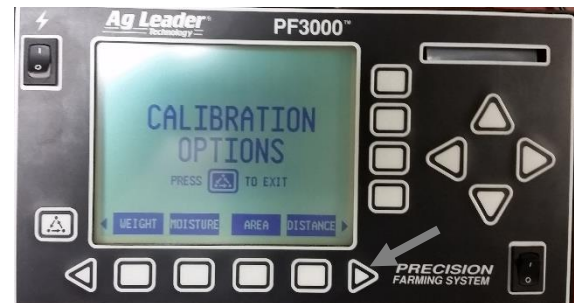 Ag Leader®
Technology
PF3000™
CALIBRATION
OPTIONS
PRESS TO EXIT
WEIGHT MOISTURE AREA DISTANCE
PRECISION
FARMING SYSTEM